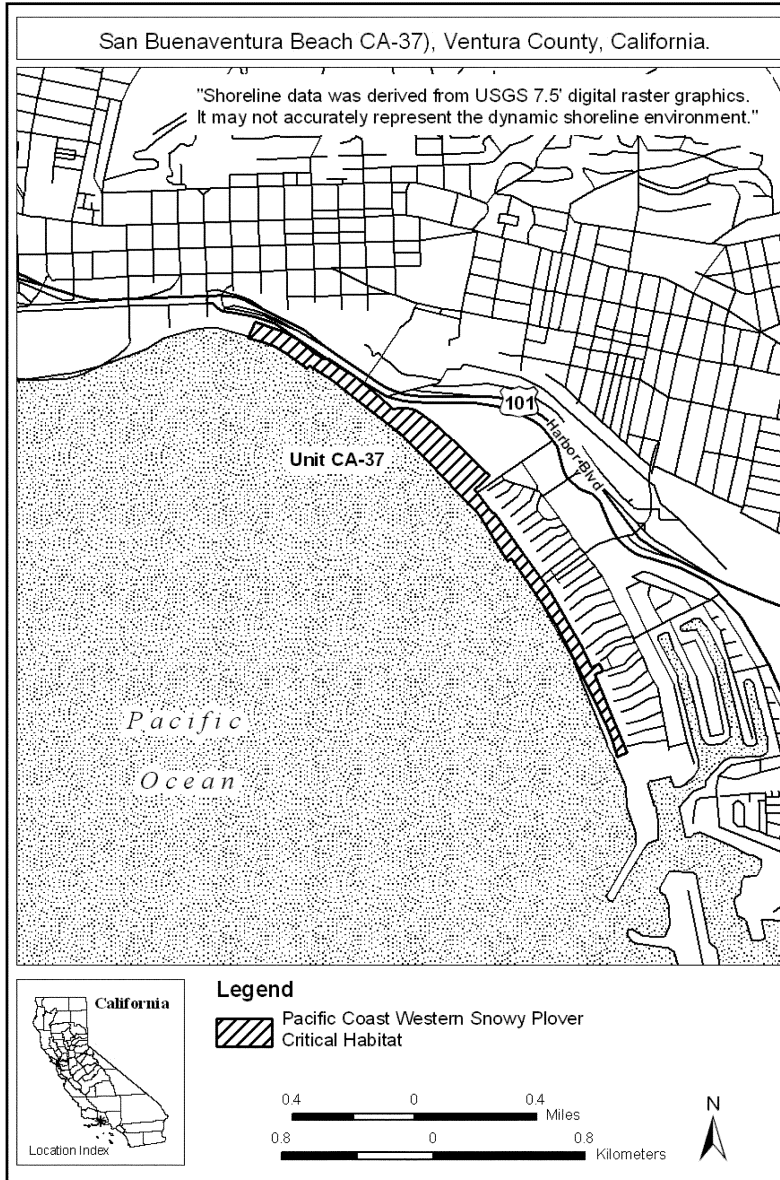 San Buenaventura Beach CA-37), Ventura County, California.
"Shoreline data was derived from USGS 7.5' digital raster graphics.
It may not accurately represent the dynamic shoreline environment."
101
Harbor Blvd
Unit CA-37
Pacific
Ocean
California
Location Index
Legend
Pacific Coast Western Snowy Plover
Critical Habitat
0.4 0 0.4
Miles
0.8 0 0.8
Kilometers
N